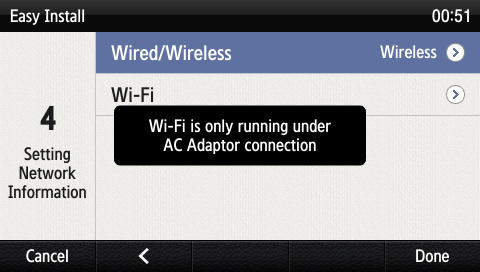 Easy Install 00:51
Wired/Wireless Wireless
Wi-Fi
Wi-Fi is only running under
AC Adaptor connection
4
Setting
Network
Information
Cancel Done